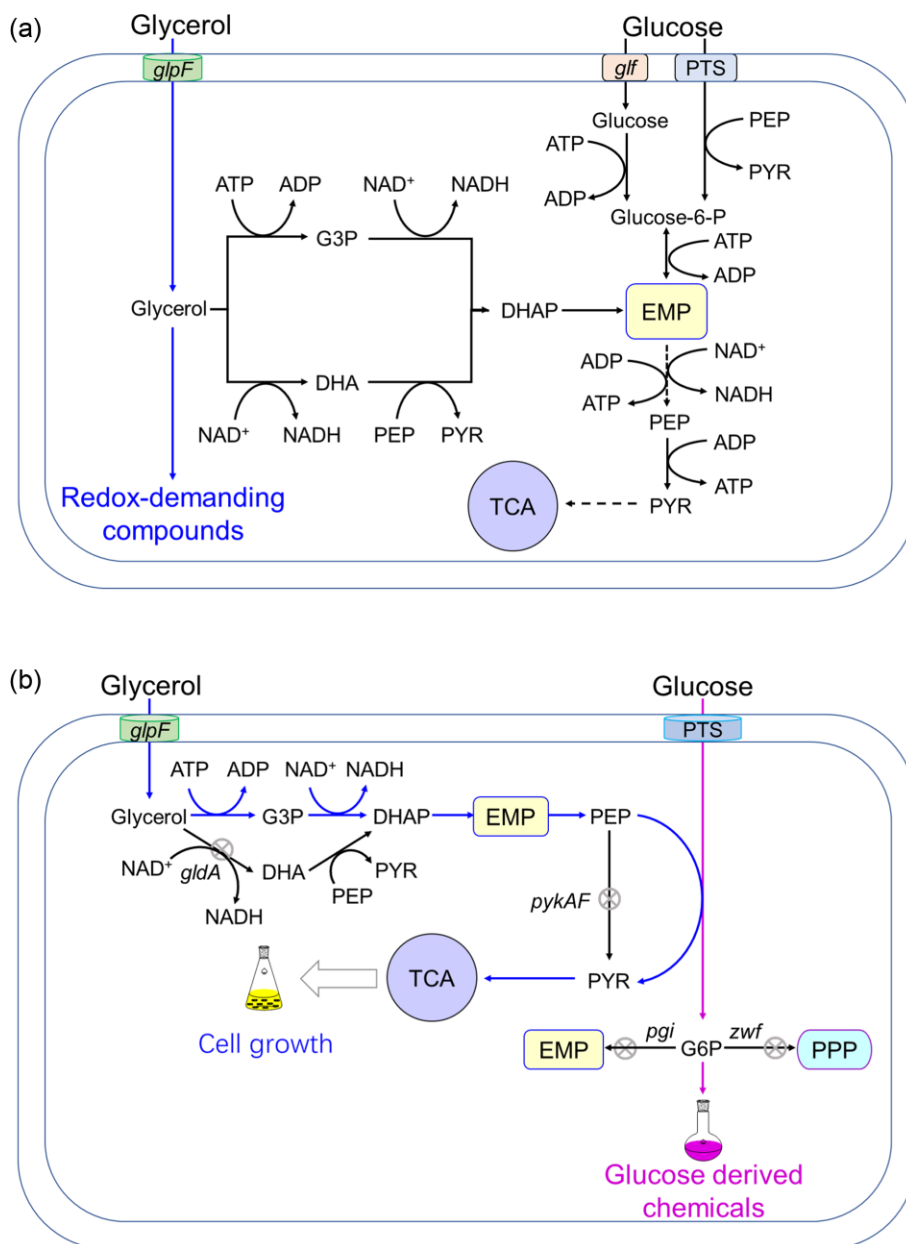 (a)
Glycerol
Glucose
glpF
glf
PTS
Glucose
ATP
ADP
PEP
PYR
ATP
ADP
NAD+
NADH
G3P
Glucose-6-P
ATP
ADP
Glycerol
DHAP
EMP
DHA
NAD+
NADH
PEP
PYR
ADP
ATP
NAD+
NADH
PEP
ADP
ATP
PYR
TCA
Redox-demanding
compounds
(b)
Glycerol
Glucose
glpF
PTS
ATP
ADP
NAD+
NADH
Glycerol
G3P
DHAP
EMP
PEP
NAD+
gldA
DHA
PYR
PEP
NADH
pykAF
TCA
PYR
Cell growth
EMP
pgi
G6P
zwf
PPP
Glucose derived
chemicals